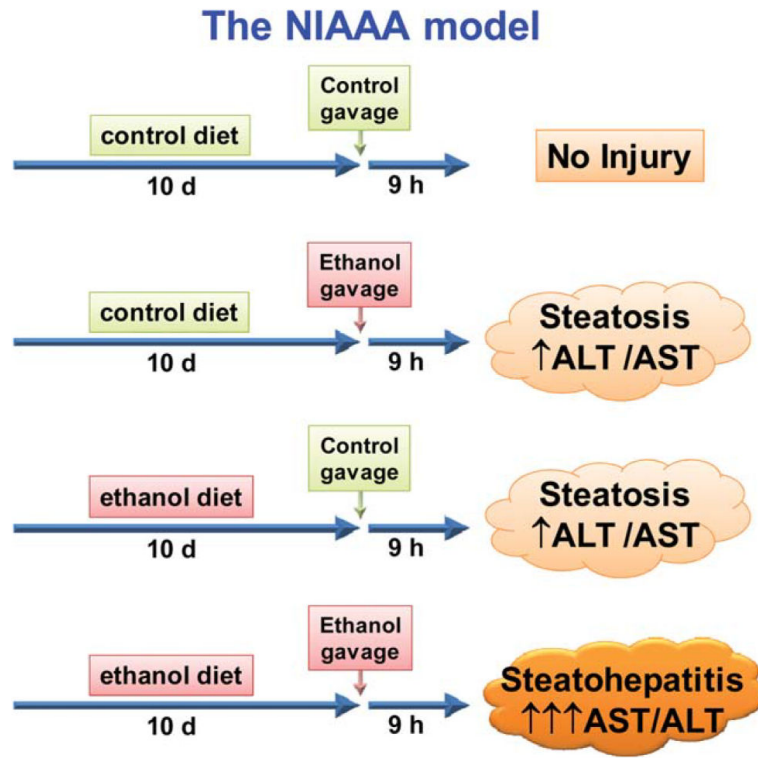 The NIAAA model
Control
gavage
control diet
10 d
9 h
No Injury
Ethanol
gavage
control diet
10 d
9 h
Steatosis
↑ALT /AST
Control
gavage
ethanol diet
10 d
9 h
Steatosis
↑ALT /AST
Ethanol
gavage
ethanol diet
10 d
9 h
Steatohepatitis
↑↑↑AST/ALT